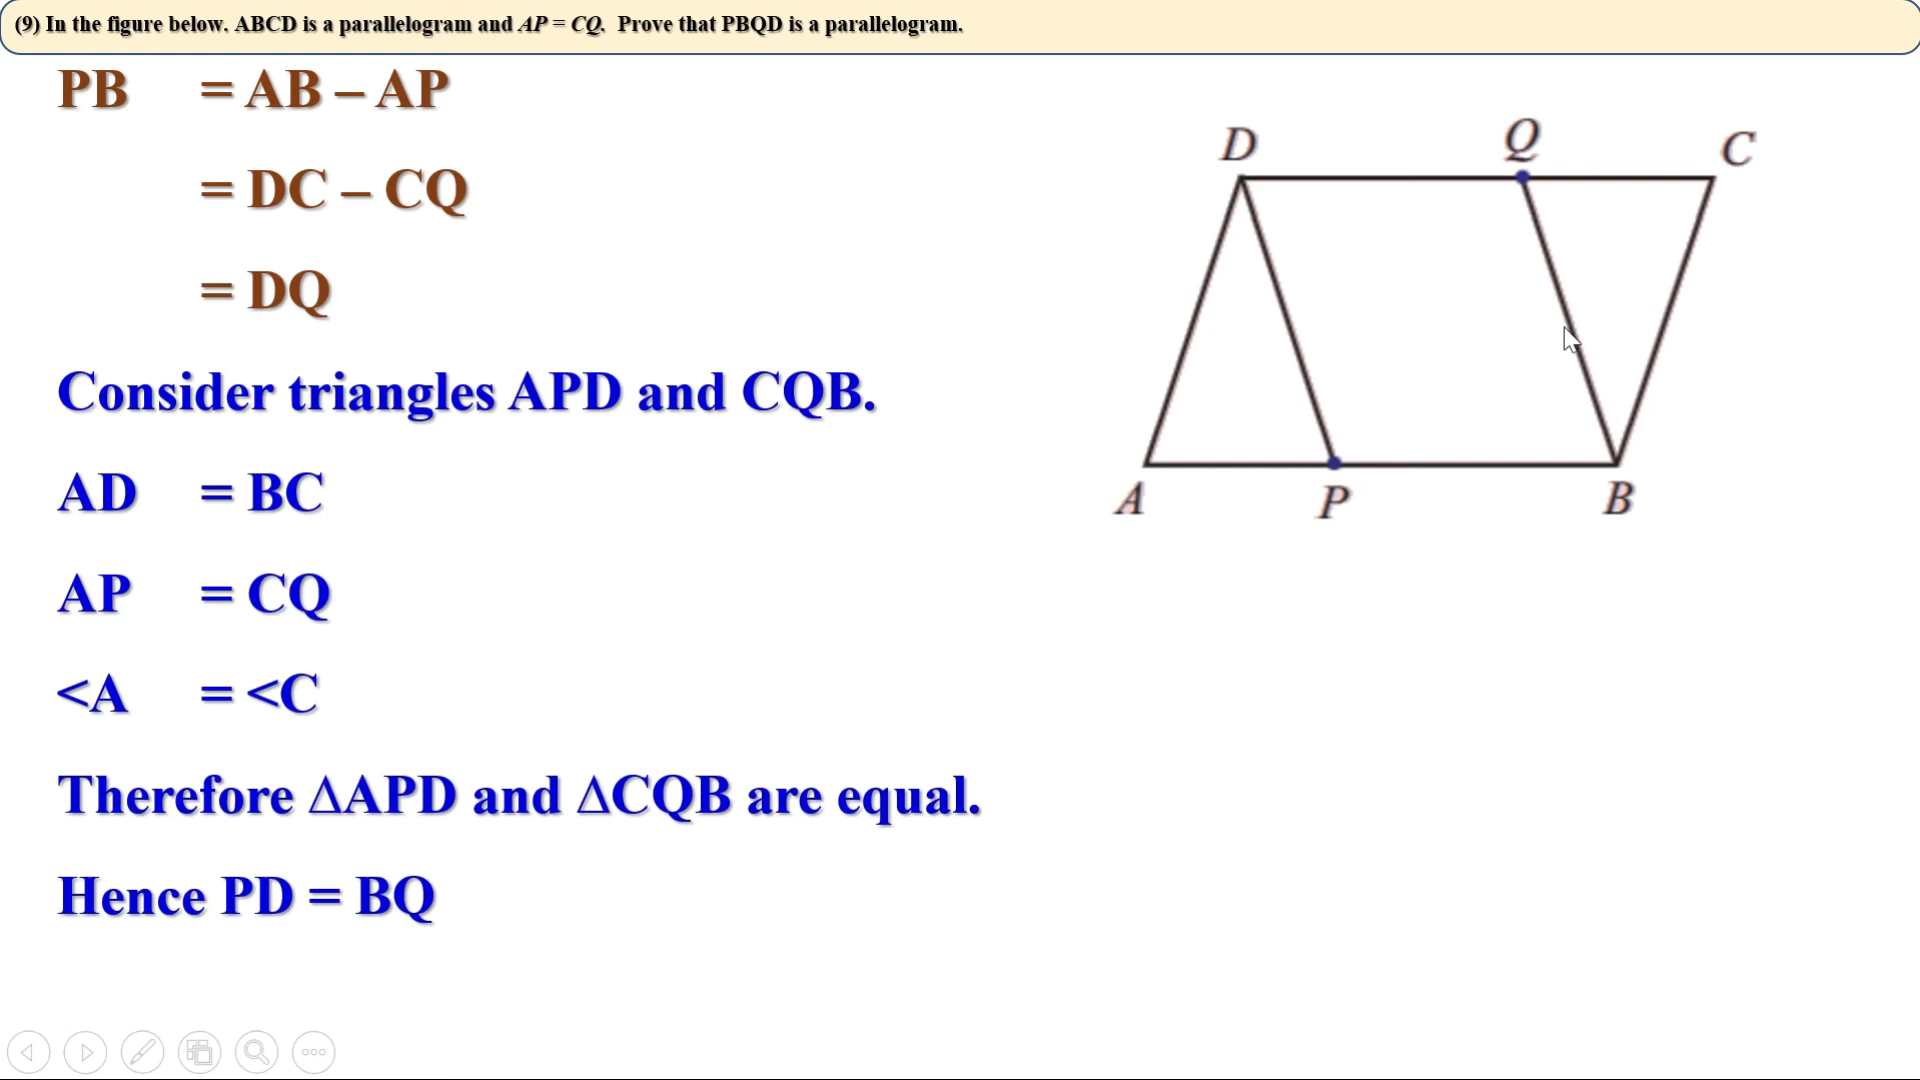 (9) In the figure below. ABCD is a parallelogram and AP = CQ. Prove that PBQD is a parallelogram.
PB = AB – AP
= DC – CQ
= DQ
Consider triangles APD and CQB.
AD = BC
AP = CQ
<A = <C
Therefore ΔAPD and ΔCQB are equal.
Hence PD = BQ
D Q C
A P B